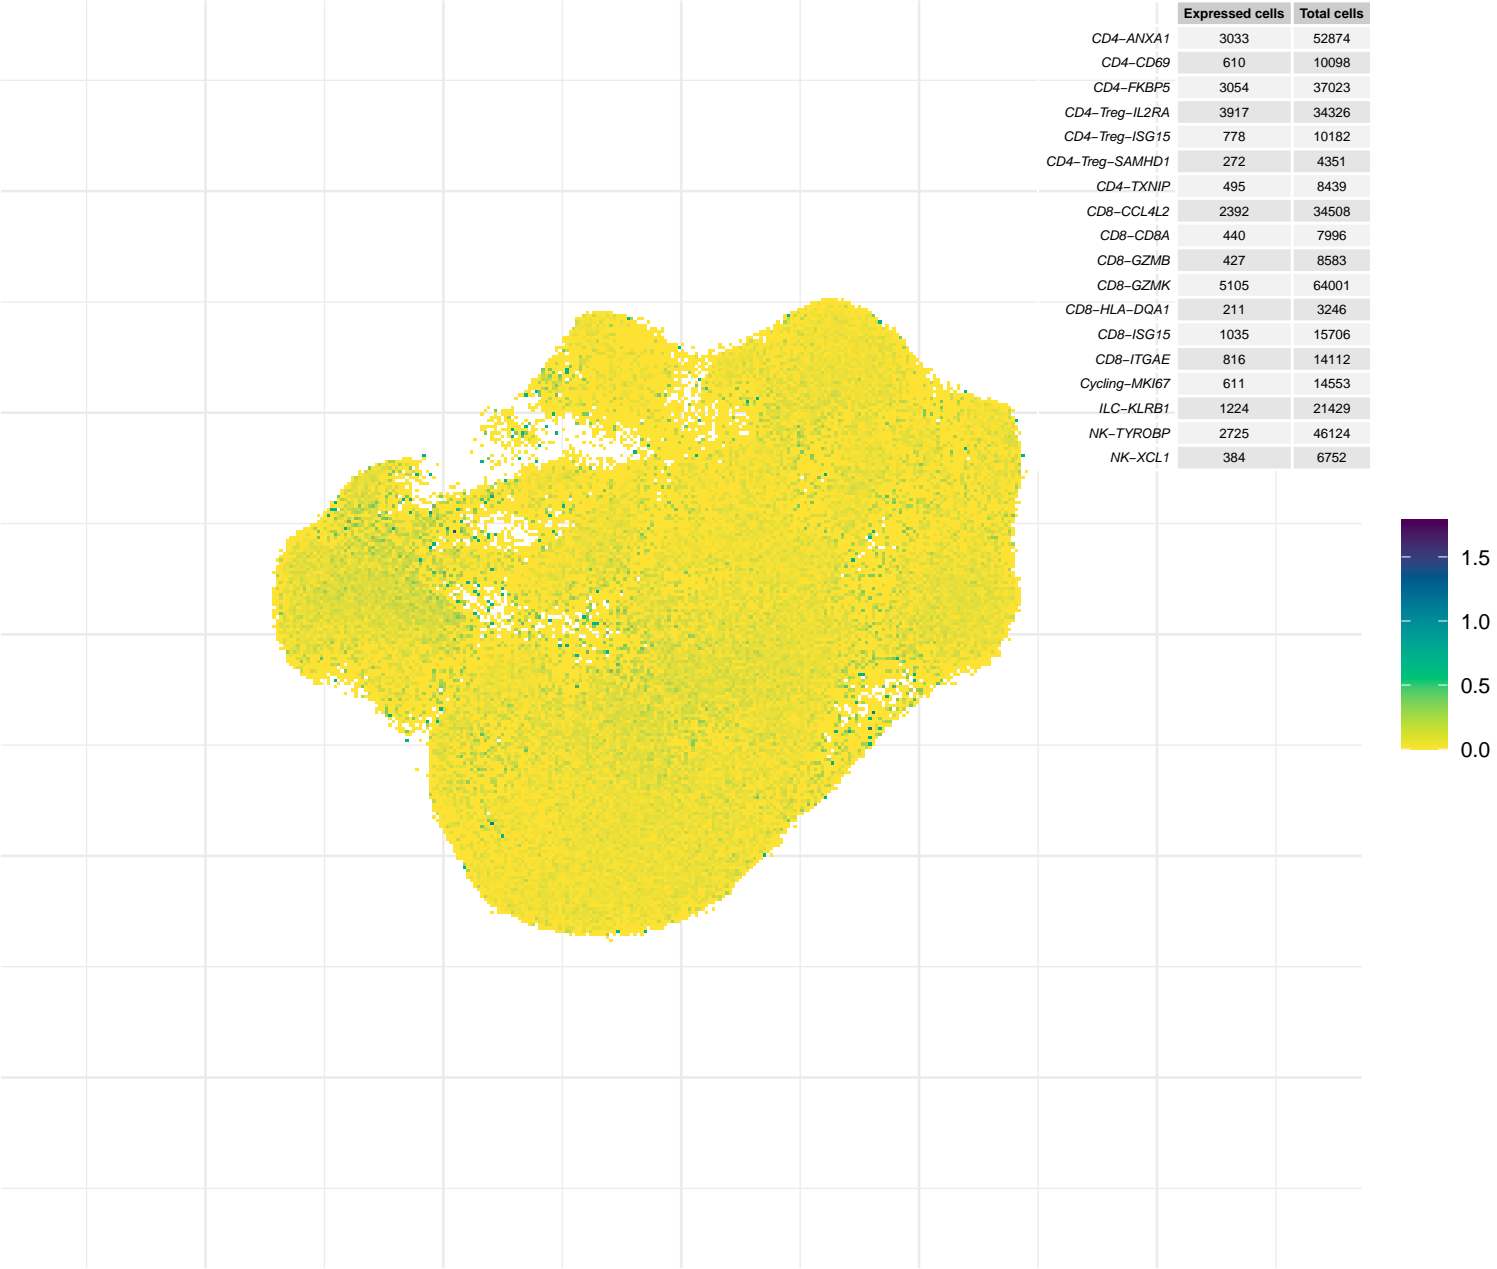 Expressed cells Total cells
CD4−ANXA1 3033 52874
CD4−CD69 610 10098
CD4−FKBP5 3054 37023
CD4−Treg−IL2RA 3917 34326
CD4−Treg−ISG15 778 10182
CD4−Treg−SAMHD1 272 4351
CD4−TXNIP 495 8439
CD8−CCL4L2 2392 34508
CD8−CD8A 440 7996
CD8−GZMB 427 8583
CD8−GZMK 5105 64001
CD8−HLA−DQA1 211 3246
CD8−ISG15 1035 15706
CD8−ITGAE 816 14112
Cycling−MKI67 611 14553
ILC−KLRB1 1224 21429
NK−TYROBP 2725 46124
NK−XCL1 384 6752
1.5
1.0
0.5
0.0